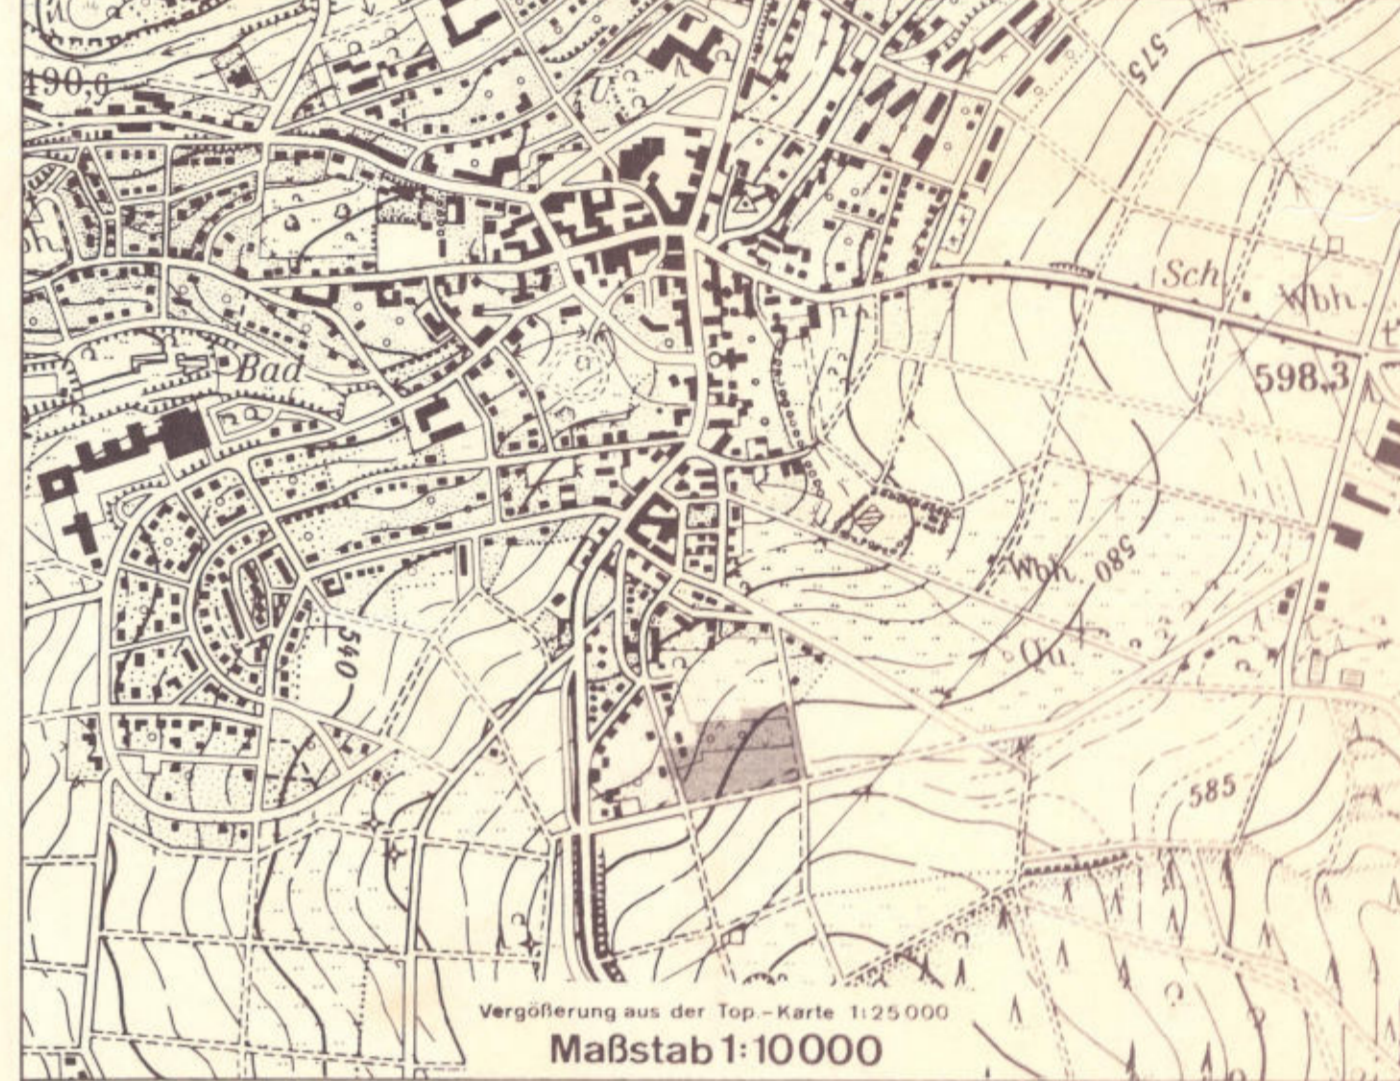 575
490,6
U
Sch.
Wbh.
Bad
598,3
Wbh.
580
Qu.
540
585
Vergößerung aus der Top.-Karte 1:25000
Maßstab 1:10000